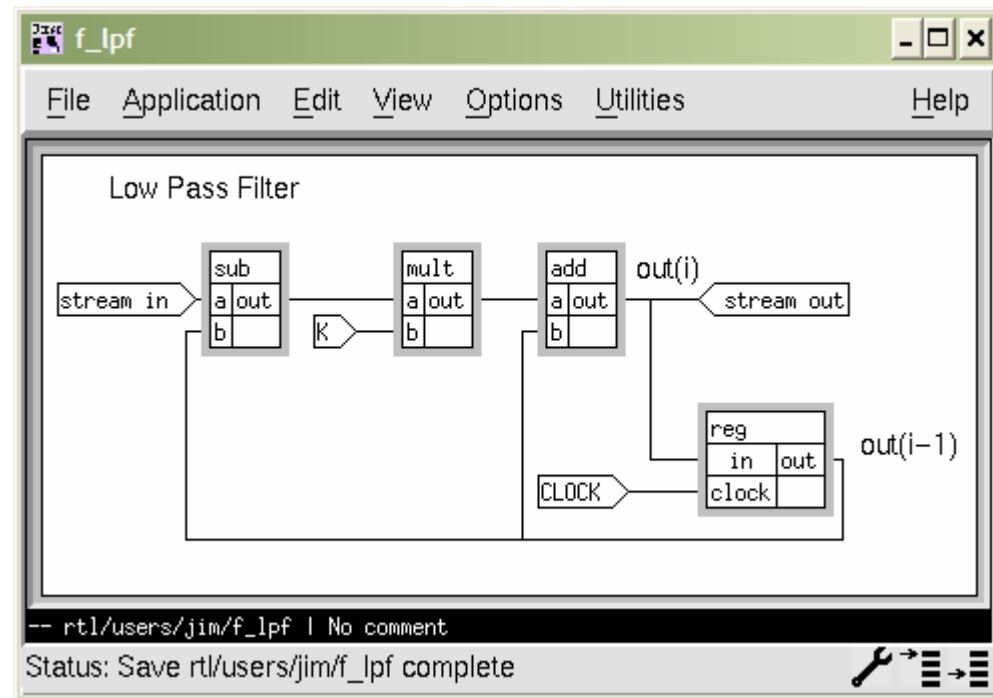 f_lpf
File Application Edit View Options Utilities Help
Low Pass Filter
sub
mult
add
out(i)
stream in
a out
a out
a out
stream out
b
K
b
b
reg
out(i-1)
in out
CLOCK
clock
-- rtl/users/jim/f_lpf | No comment
Status: Save rtl/users/jim/f_lpf complete